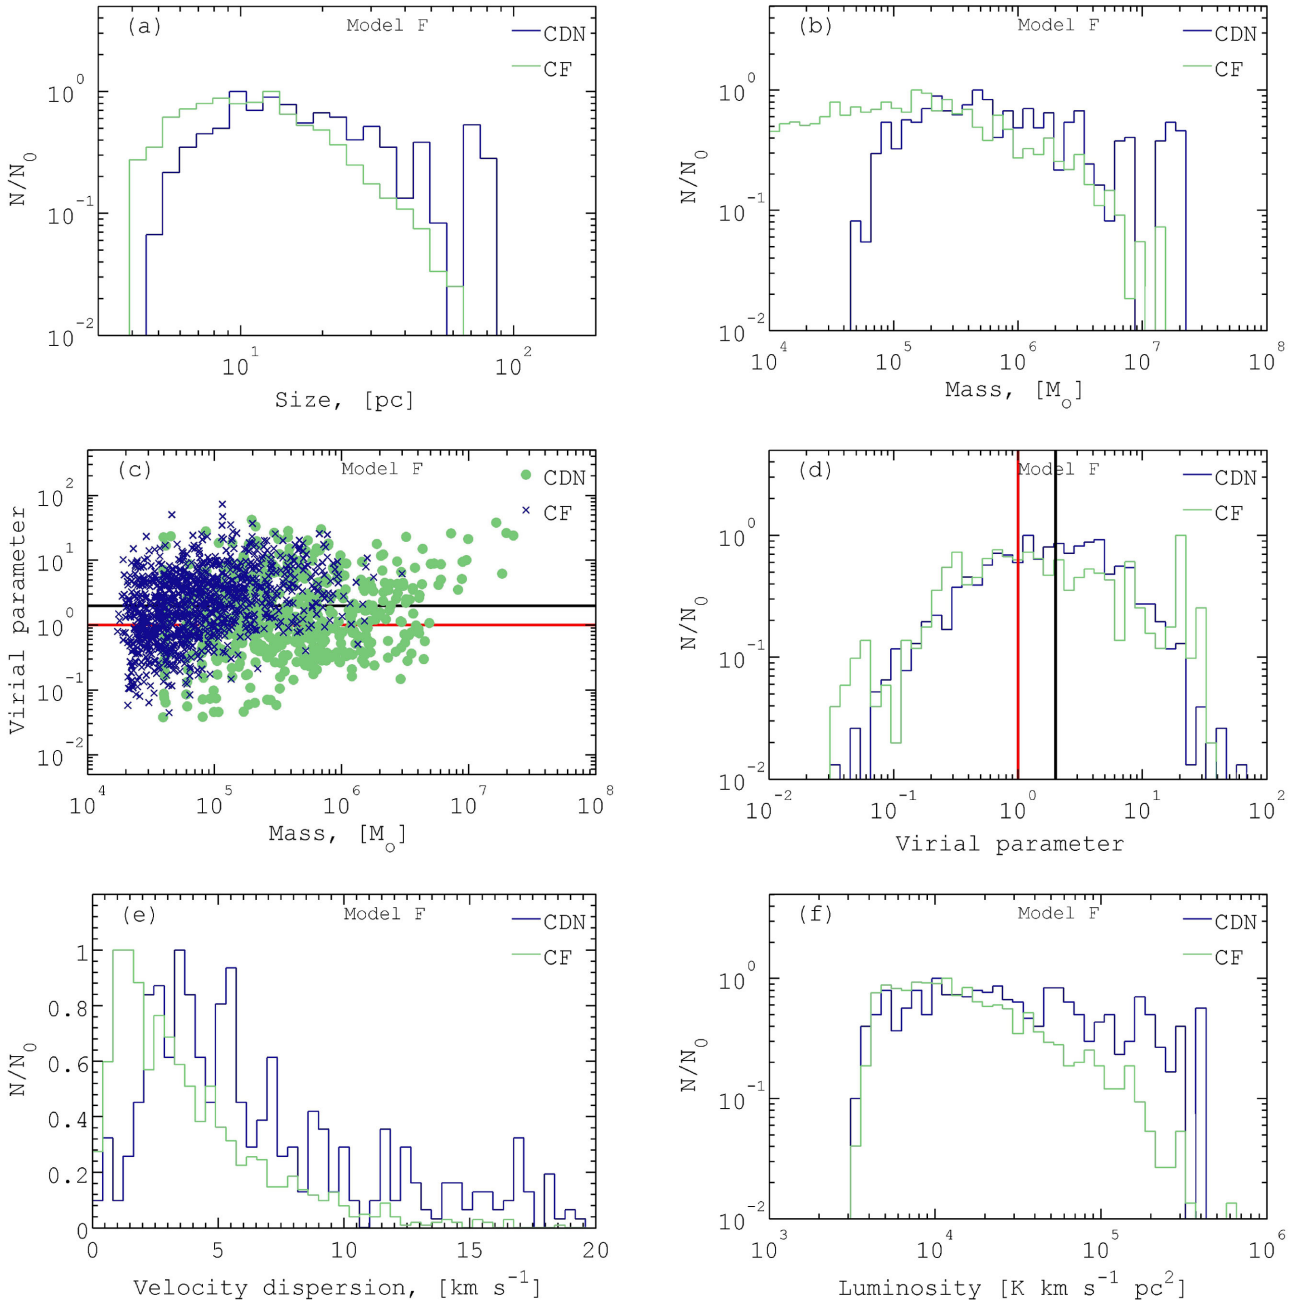 (a) Model F CDN CF
10^0
10^-1
10^-2
N/N_0
10^1 10^2
Size, [pc]
(b) Model F CDN CF
10^0
10^-1
10^-2
N/N_0
10^4 10^5 10^6 10^7 10^8
Mass, [M_o]
(c) Model F CDN CF
10^2
10^1
10^0
10^-1
10^-2
Virial parameter
10^4 10^5 10^6 10^7 10^8
Mass, [M_o]
(d) Model F CDN CF
10^0
10^-1
10^-2
N/N_0
10^-2 10^-1 10^0 10^1 10^2
Virial parameter
(e) Model F CDN CF
1
0.8
0.6
0.4
0.2
0
N/N_0
0 5 10 15 20
Velocity dispersion, [km s^-1]
(f) Model F CDN CF
10^0
10^-1
10^-2
N/N_0
10^3 10^4 10^5 10^6
Luminosity [K km s^-1 pc^2]